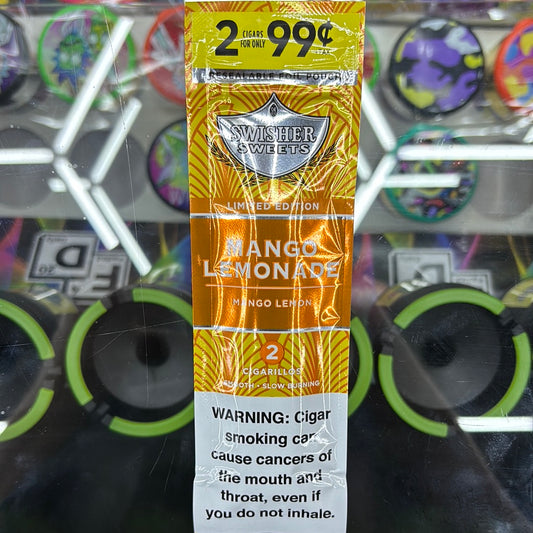 2 CIGARS FOR ONLY 99¢
RESEALABLE FOIL POUCH
SWISHER
SWEETS
LIMITED EDITION
MANGO
LEMONADE
MANGO LEMON
2
CIGARILLOS
SMOOTH • SLOW BURNING
WARNING: Cigar
smoking can
cause cancers of
the mouth and
throat, even if
you do not inhale.
D
20
F